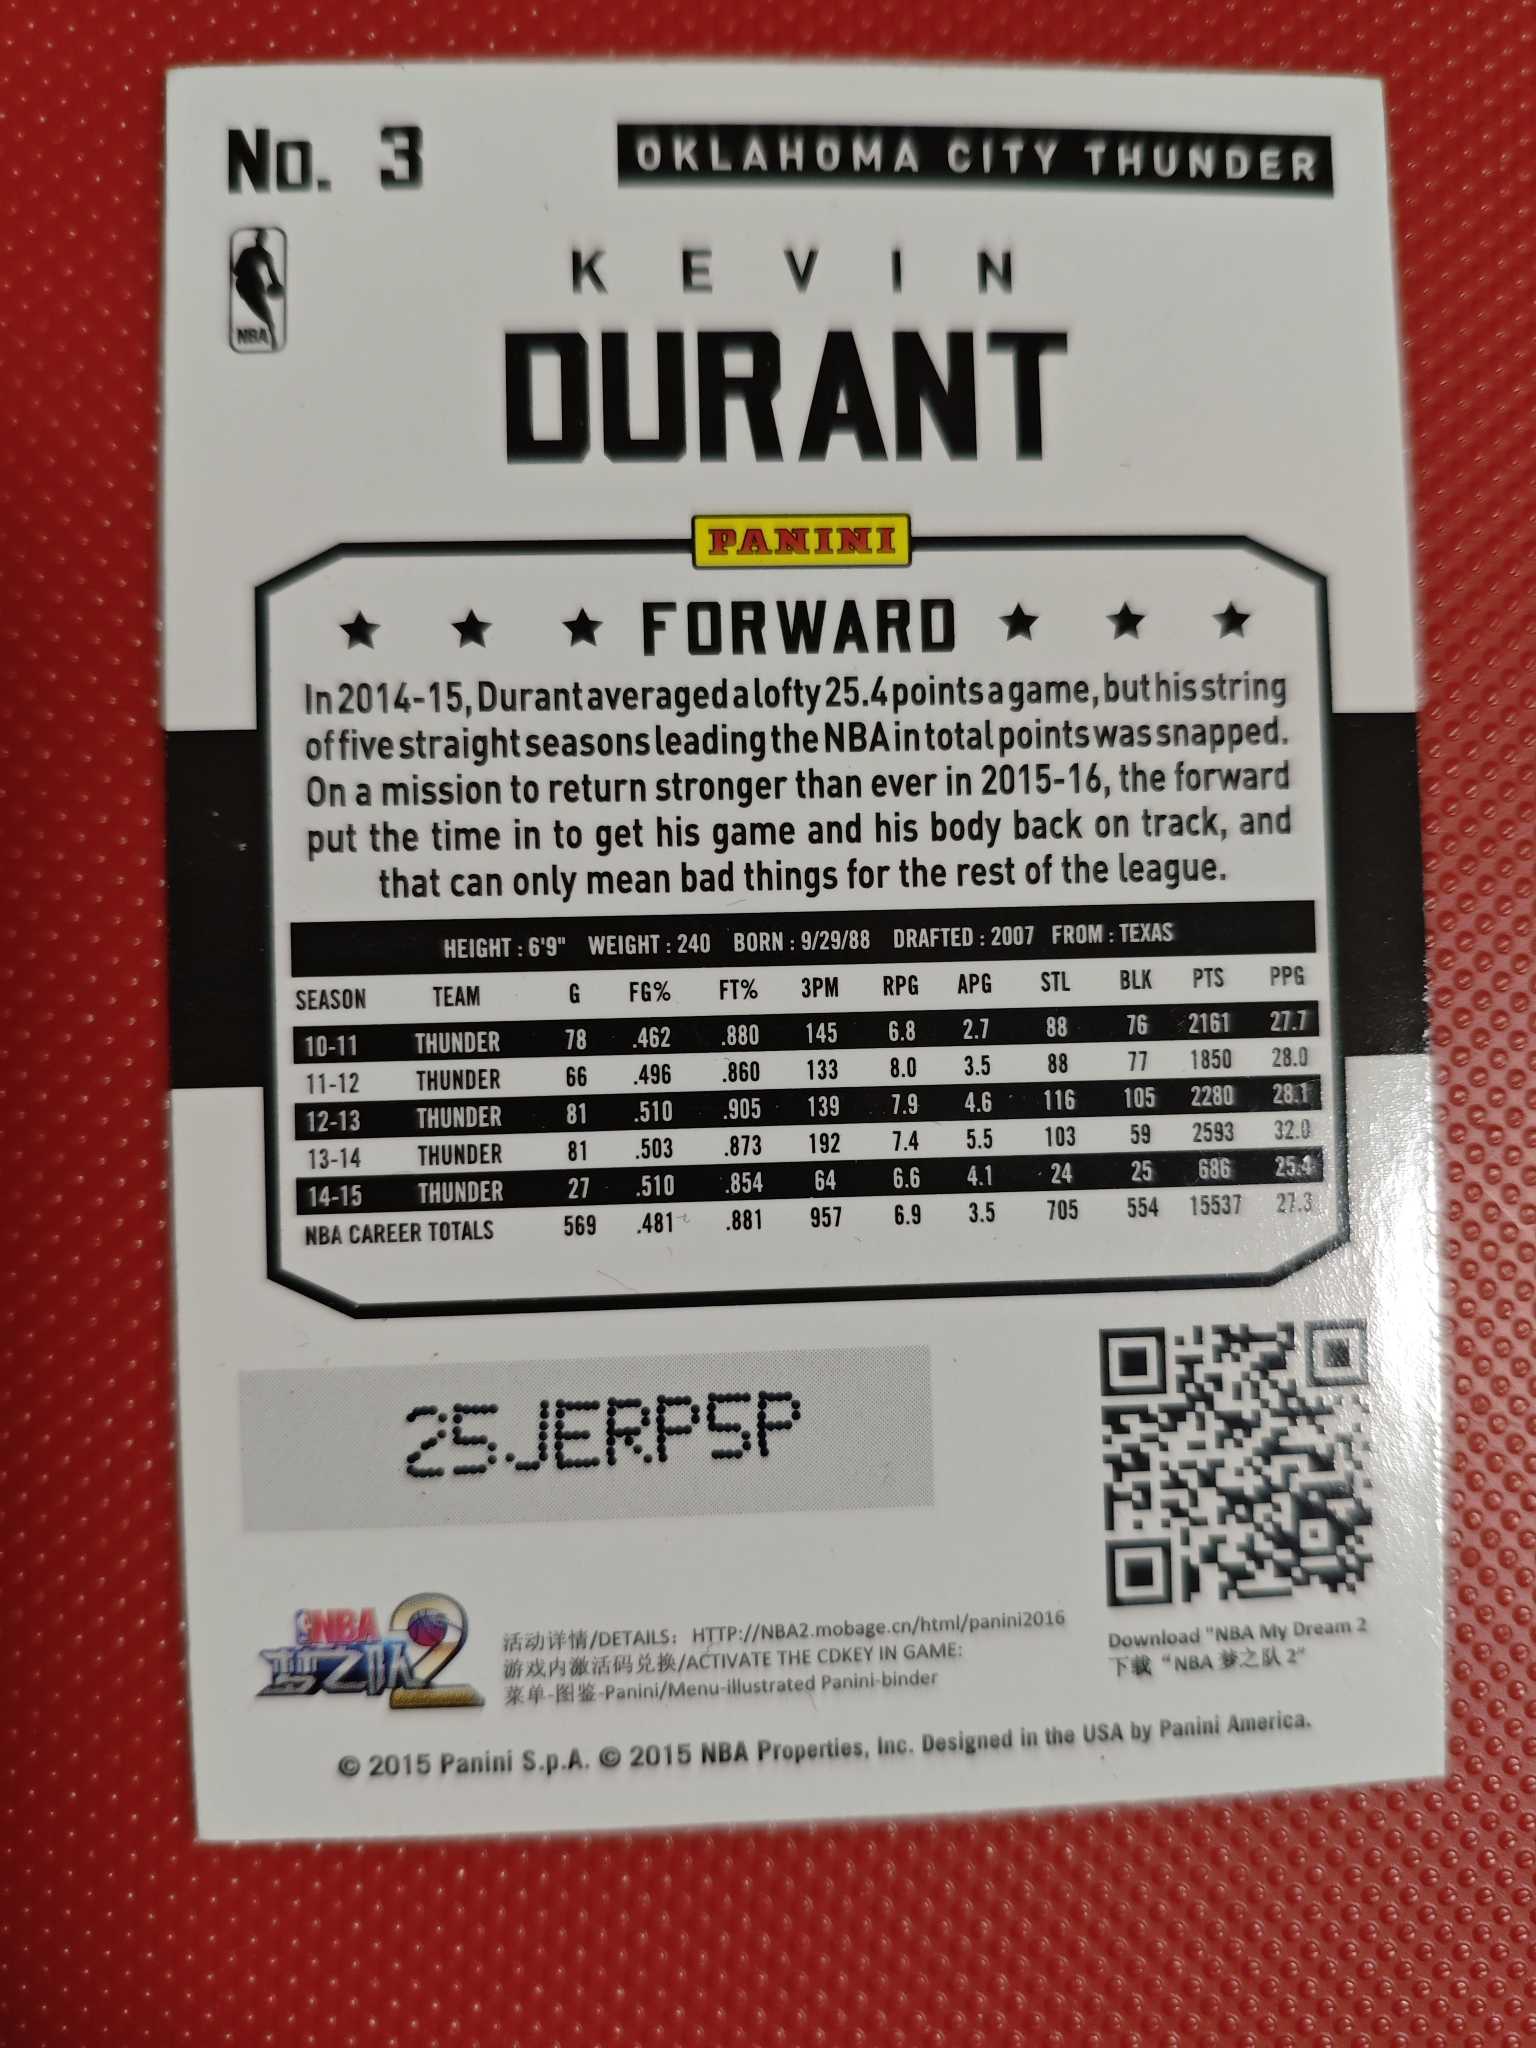 No. 3
OKLAHOMA CITY THUNDER
NBA
KEVIN
DURANT
PANINI
★ ★ ★ FORWARD ★ ★ ★
In 2014-15, Durant averaged a lofty 25.4 points a game, but his string
of five straight seasons leading the NBA in total points was snapped.
On a mission to return stronger than ever in 2015-16, the forward
put the time in to get his game and his body back on track, and
that can only mean bad things for the rest of the league.
HEIGHT : 6'9" WEIGHT : 240 BORN : 9/29/88 DRAFTED : 2007 FROM : TEXAS
SEASON TEAM G FG% FT% 3PM RPG APG STL BLK PTS PPG
10-11 THUNDER 78 .462 .880 145 6.8 2.7 88 76 2161 27.7
11-12 THUNDER 66 .496 .860 133 8.0 3.5 88 77 1850 28.0
12-13 THUNDER 81 .510 .905 139 7.9 4.6 116 105 2280 28.1
13-14 THUNDER 81 .503 .873 192 7.4 5.5 103 59 2593 32.0
14-15 THUNDER 27 .510 .854 64 6.6 4.1 24 25 686 25.4
NBA CAREER TOTALS 569 .481 .881 957 6.9 3.5 705 554 15537 27.3
25JERP5P
NBA
梦之队2
活动详情/DETAILS: HTTP://NBA2.mobage.cn/html/panini2016
游戏内激活码兑换/ACTIVATE THE CDKEY IN GAME:
菜单-图鉴-Panini/Menu-illustrated Panini-binder
Download "NBA My Dream 2
下载 “NBA 梦之队 2”
© 2015 Panini S.p.A. © 2015 NBA Properties, Inc. Designed in the USA by Panini America.